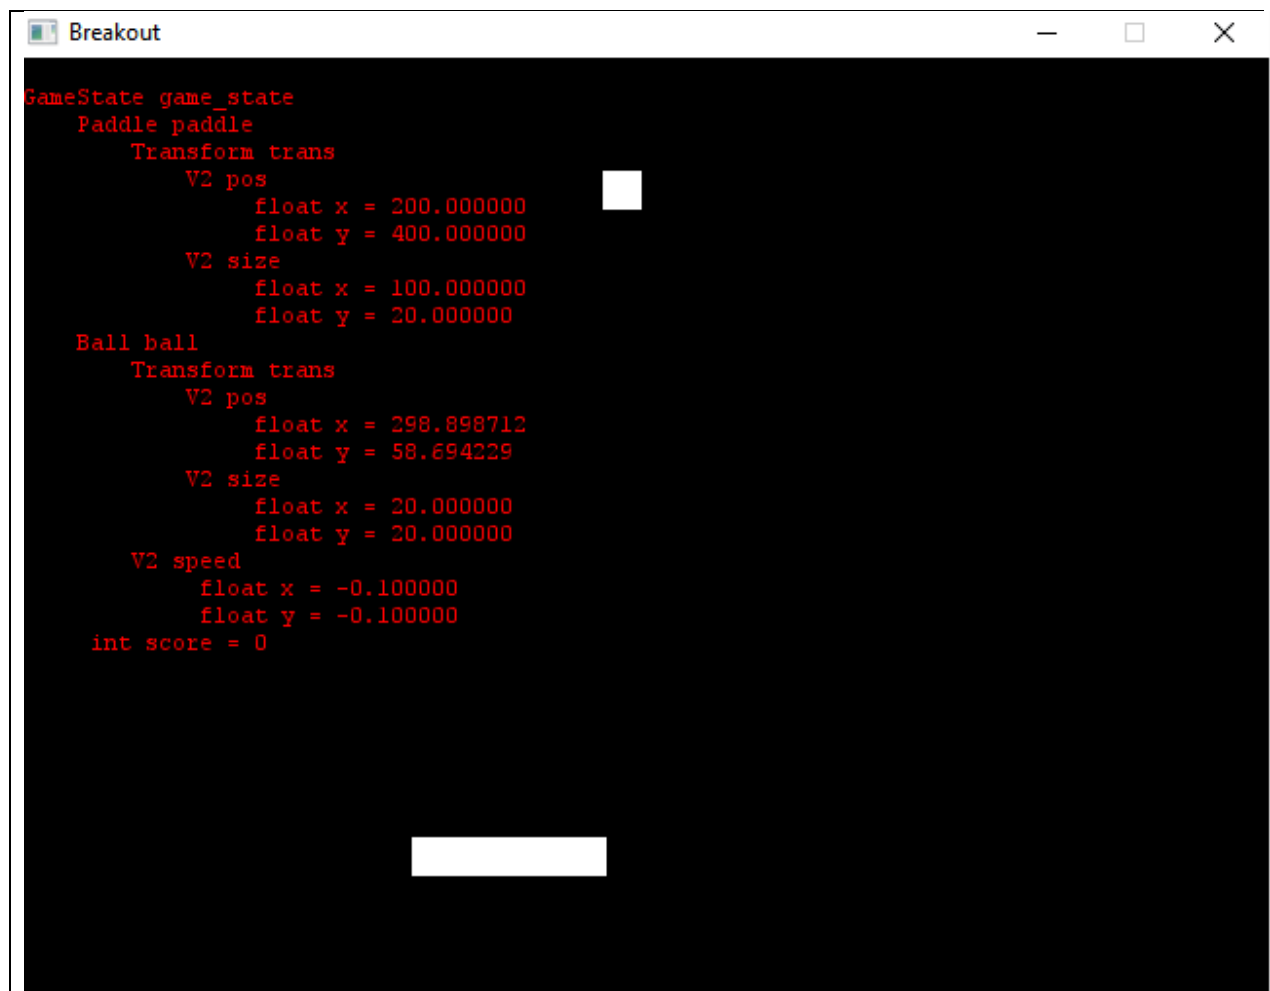 Breakout
GameState game_state
Paddle paddle
Transform trans
V2 pos
float x = 200.000000
float y = 400.000000
V2 size
float x = 100.000000
float y = 20.000000
Ball ball
Transform trans
V2 pos
float x = 298.898712
float y = 58.694229
V2 size
float x = 20.000000
float y = 20.000000
V2 speed
float x = -0.100000
float y = -0.100000
int score = 0